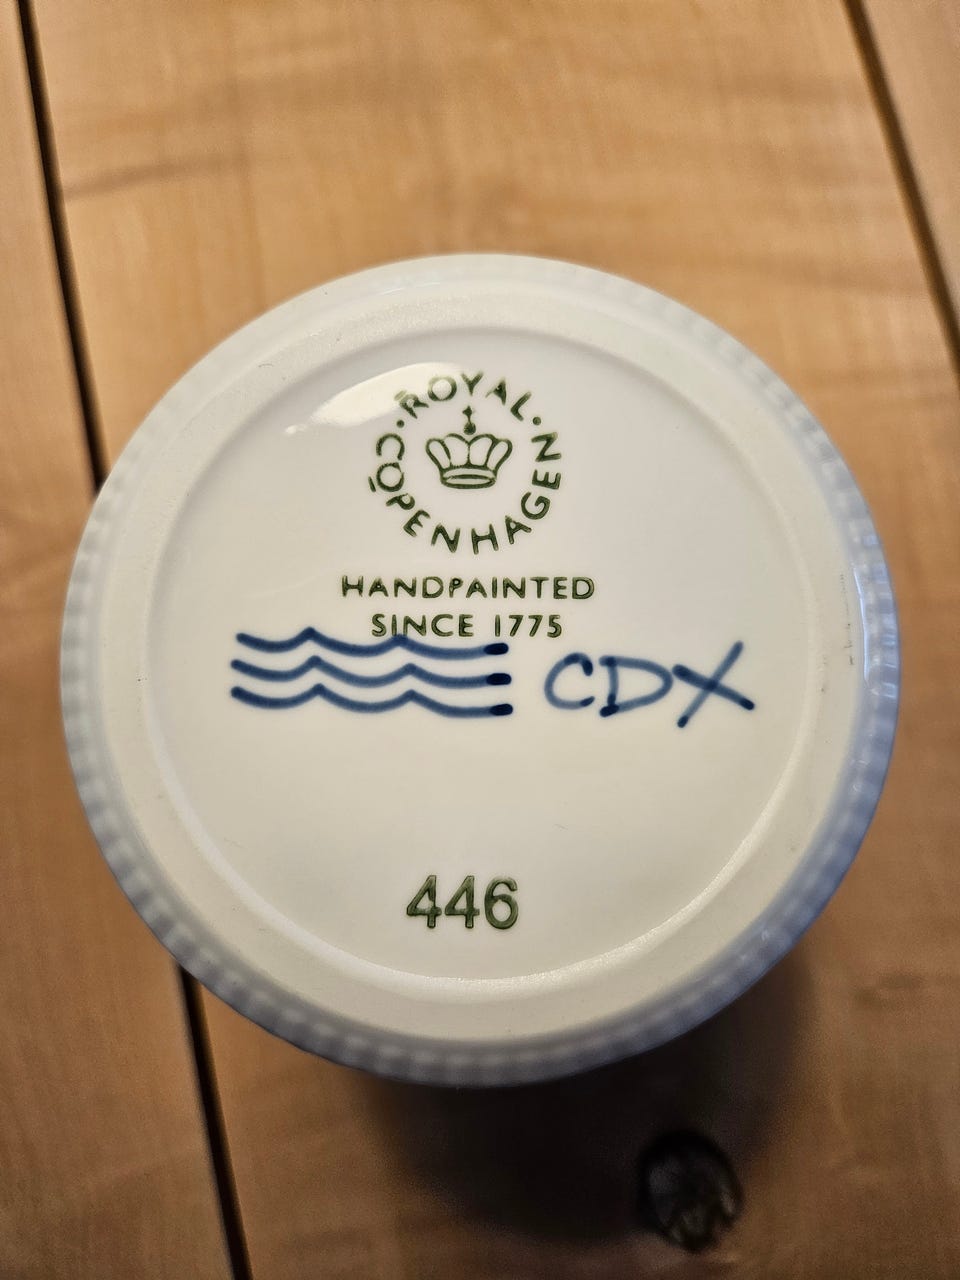 ROYAL
COPENHAGEN
HANDPAINTED
SINCE 1775
CDX
446